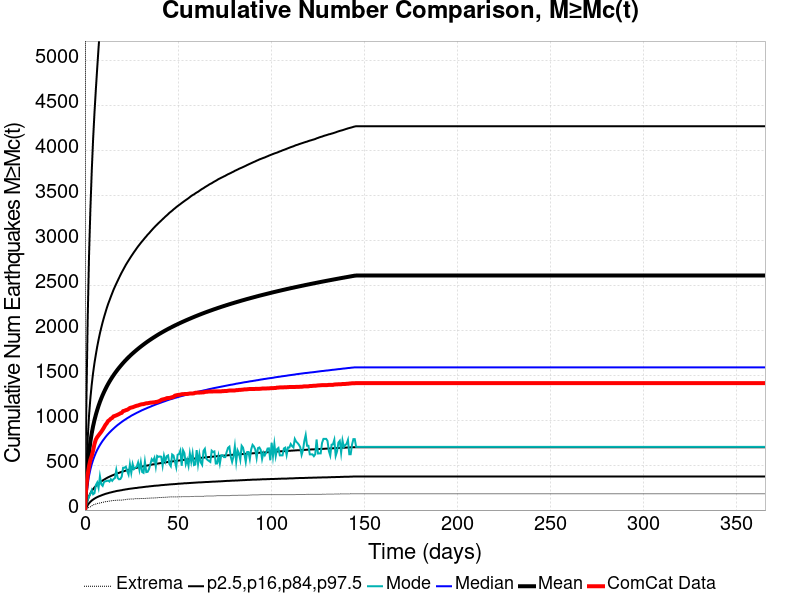 Cumulative Number Comparison, M≥Mc(t)
Cumulative Num Earthquakes M≥Mc(t)
5000
4500
4000
3500
3000
2500
2000
1500
1000
500
0
0 50 100 150 200 250 300 350
Time (days)
Extrema p2.5,p16,p84,p97.5 Mode Median Mean ComCat Data